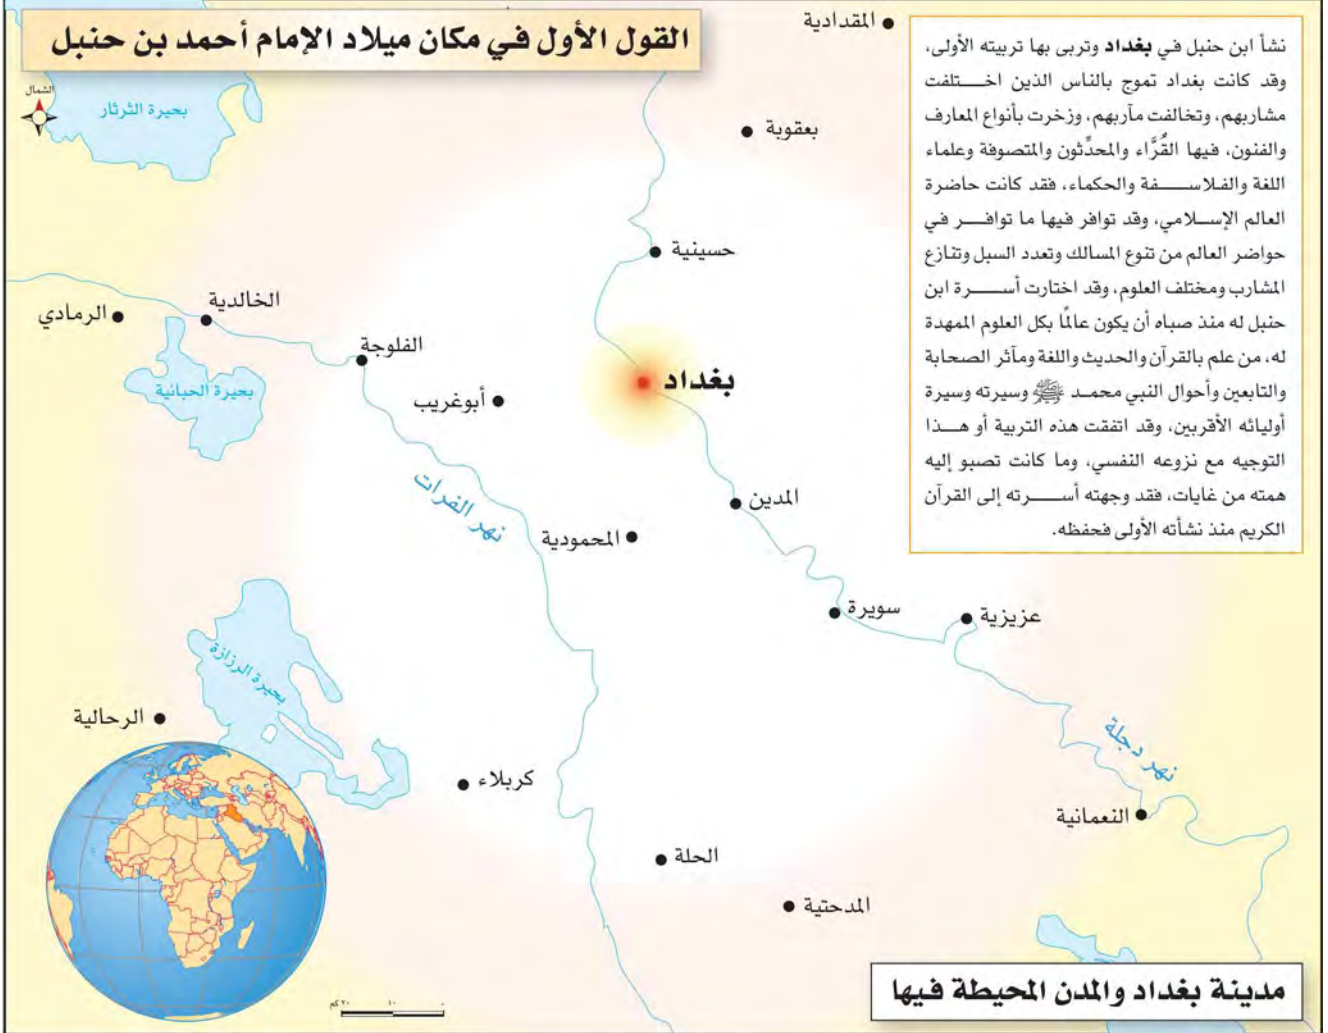 القول الأول في مكان ميلاد الإمام أحمد بن حنبل
المقدادية
نشأ ابن حنبل في بغداد وتربى بها تربيته الأولى،
وقد كانت بغداد تموج بالناس الذين اختلفت
مشاربهم، وتخالفت مآربهم، وزخرت بأنواع المعارف
والفنون، فيها القُرَّاء والمحدِّثون والمتصوفة وعلماء
اللغة والفلاسفة والحكماء، فقد كانت حاضرة
العالم الإسلامي، وقد توافر فيها ما توافر في
حواضر العالم من تنوع المسالك وتعدد السبل وتنازع
المشارب ومختلف العلوم، وقد اختارت أسرة ابن
حنبل له منذ صباه أن يكون عالمًا بكل العلوم الممهدة
له، من علم بالقرآن والحديث واللغة ومآثر الصحابة
والتابعين وأحوال النبي محمد ﷺ وسيرته وسيرة
أوليائه الأقربين، وقد اتفقت هذه التربية أو هذا
التوجيه مع نزوعه النفسي، وما كانت تصبو إليه
همته من غايات، فقد وجهته أسرته إلى القرآن
الكريم منذ نشأته الأولى فحفظه.
الشمال
بحيرة الثرثار
بعقوبة
حسينية
الخالدية
الرمادي
الفلوجة
بغداد
بحيرة الحبانية
أبوغريب
نهر الفرات
المدين
المحمودية
سويرة
عزيزية
بحيرة الرزازة
الرحالية
نهر دجلة
كربلاء
النعمانية
الحلة
المدحتية
مدينة بغداد والمدن المحيطة فيها
٠ ١٠ ٢٠ كم